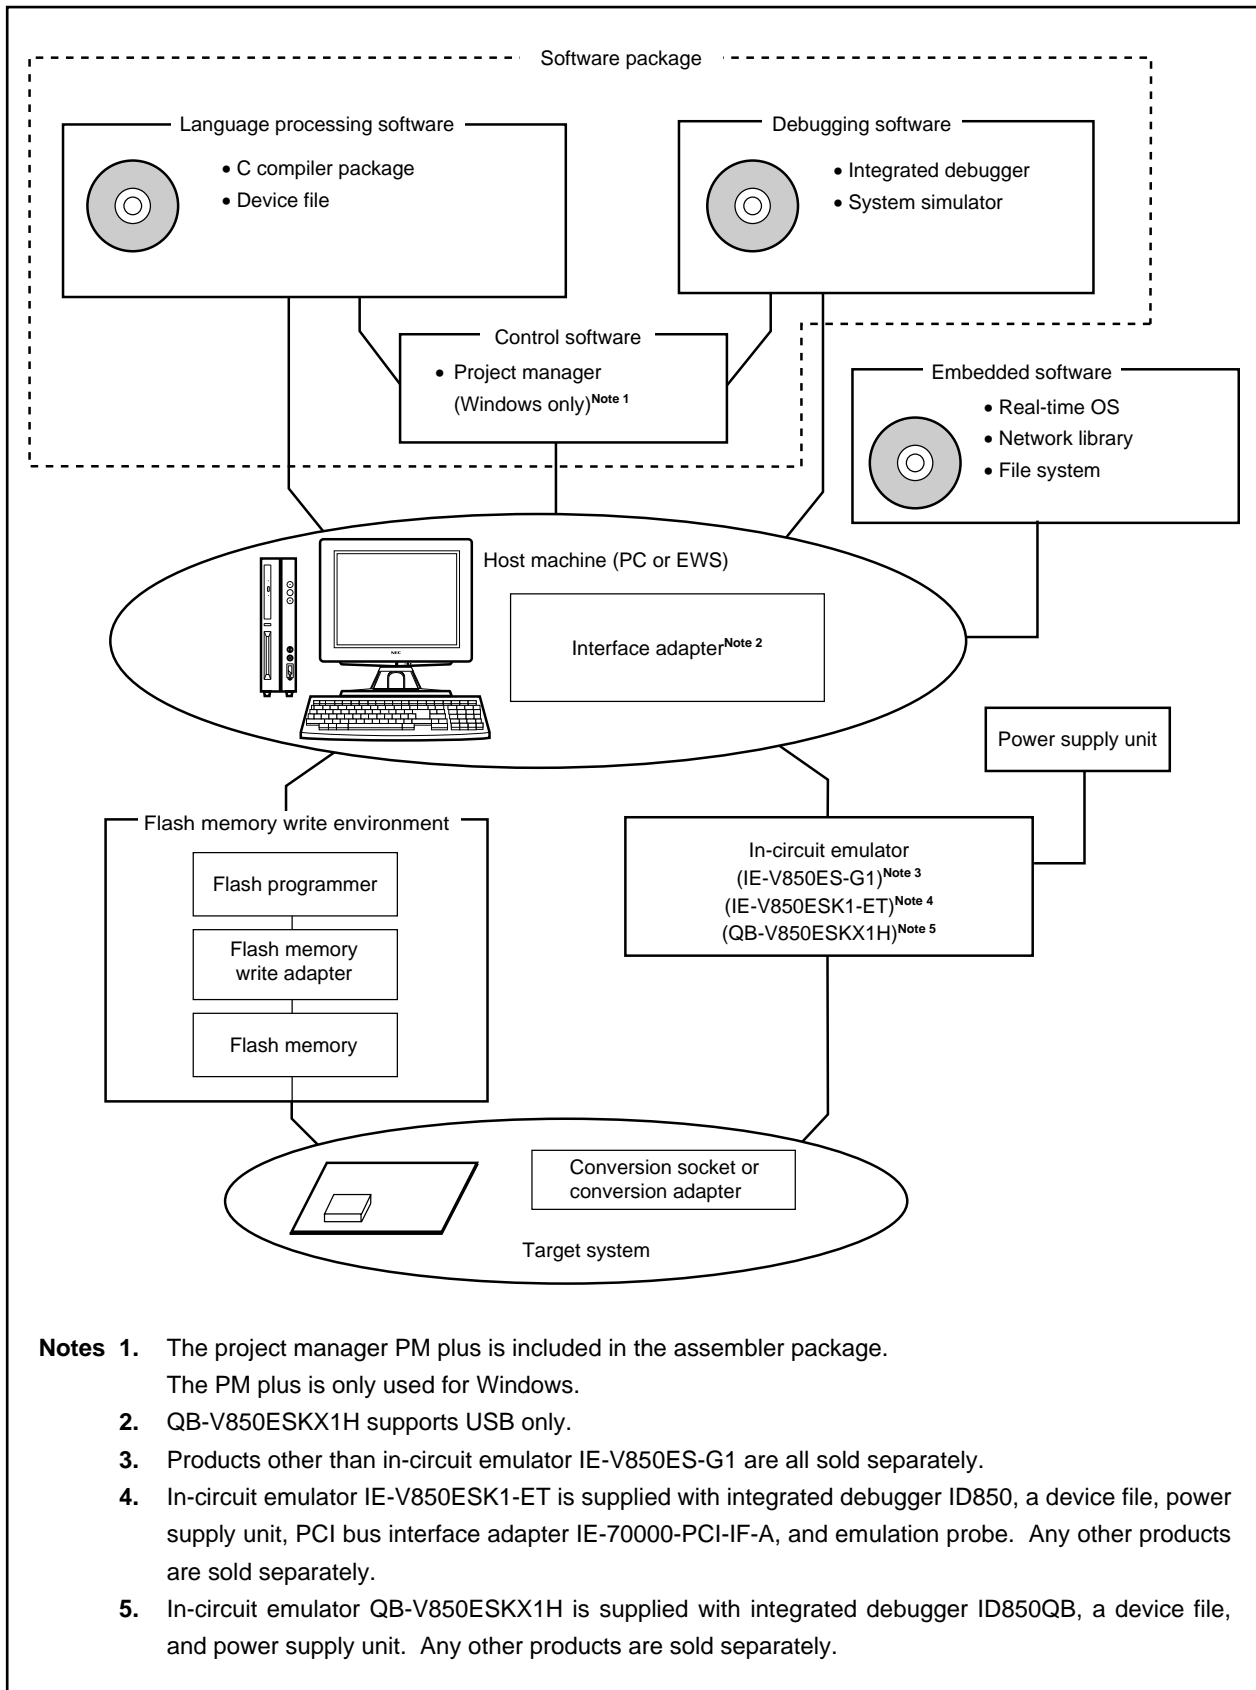 Software package
Language processing software
• C compiler package
• Device file
Debugging software
• Integrated debugger
• System simulator
Control software
• Project manager
(Windows only)Note 1
Embedded software
• Real-time OS
• Network library
• File system
Host machine (PC or EWS)
Interface adapterNote 2
NEC
Power supply unit
Flash memory write environment
Flash programmer
Flash memory
write adapter
Flash memory
In-circuit emulator
(IE-V850ES-G1)Note 3
(IE-V850ESK1-ET)Note 4
(QB-V850ESKX1H)Note 5
Conversion socket or
conversion adapter
Target system
Notes 1. The project manager PM plus is included in the assembler package.
The PM plus is only used for Windows.
2. QB-V850ESKX1H supports USB only.
3. Products other than in-circuit emulator IE-V850ES-G1 are all sold separately.
4. In-circuit emulator IE-V850ESK1-ET is supplied with integrated debugger ID850, a device file, power
supply unit, PCI bus interface adapter IE-70000-PCI-IF-A, and emulation probe. Any other products
are sold separately.
5. In-circuit emulator QB-V850ESKX1H is supplied with integrated debugger ID850QB, a device file,
and power supply unit. Any other products are sold separately.